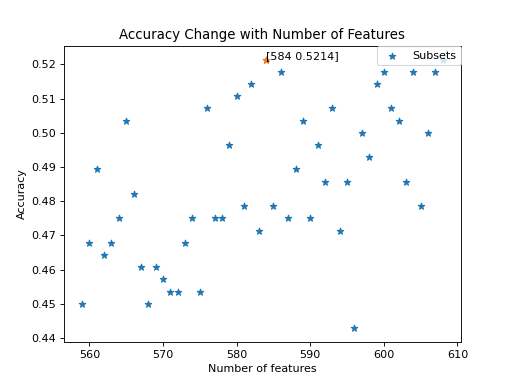 Accuracy Change with Number of Features
[584 0.5214]
Subsets
0.52
0.51
0.50
0.49
0.48
0.47
0.46
0.45
0.44
Accuracy
560 570 580 590 600 610
Number of features